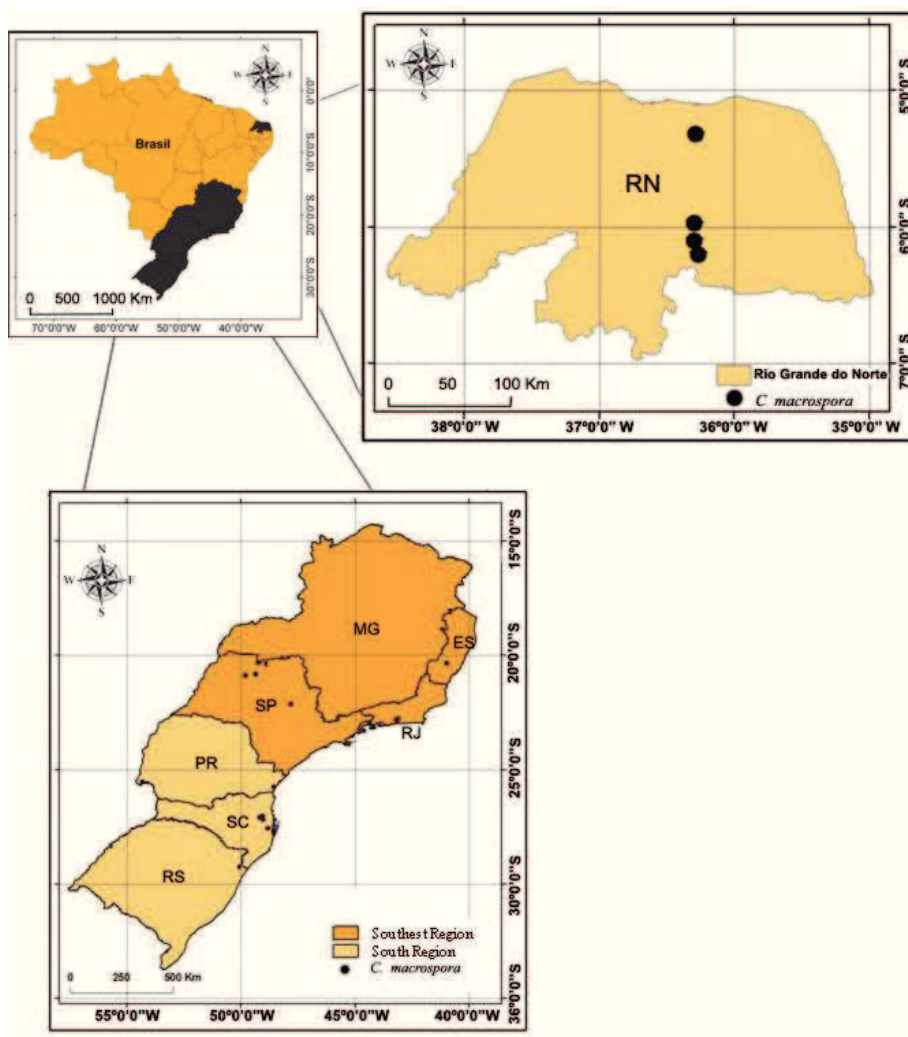 N
W E
S
Brasil
0°0'0"
10°0'0"S
20°0'0"S
30°0'0"S
0 500 1000 Km
70°0'0"W 60°0'0"W 50°0'0"W 40°0'0"W
N
W E
S
RN
5°0'0" S
6°0'0" S
7°0'0" S
0 50 100 Km
Rio Grande do Norte
C macrospora
38°0'0" W 37°0'0" W 36°0'0" W 35°0'0" W
N
W E
S
MG
ES
SP
RJ
PR
SC
RS
15°0'0"S
20°0'0"S
25°0'0"S
30°0'0"S
36°0'0"S
Southest Region
South Region
C. macrospora
0 250 500 Km
55°0'0"W 50°0'0"W 45°0'0"W 40°0'0"W